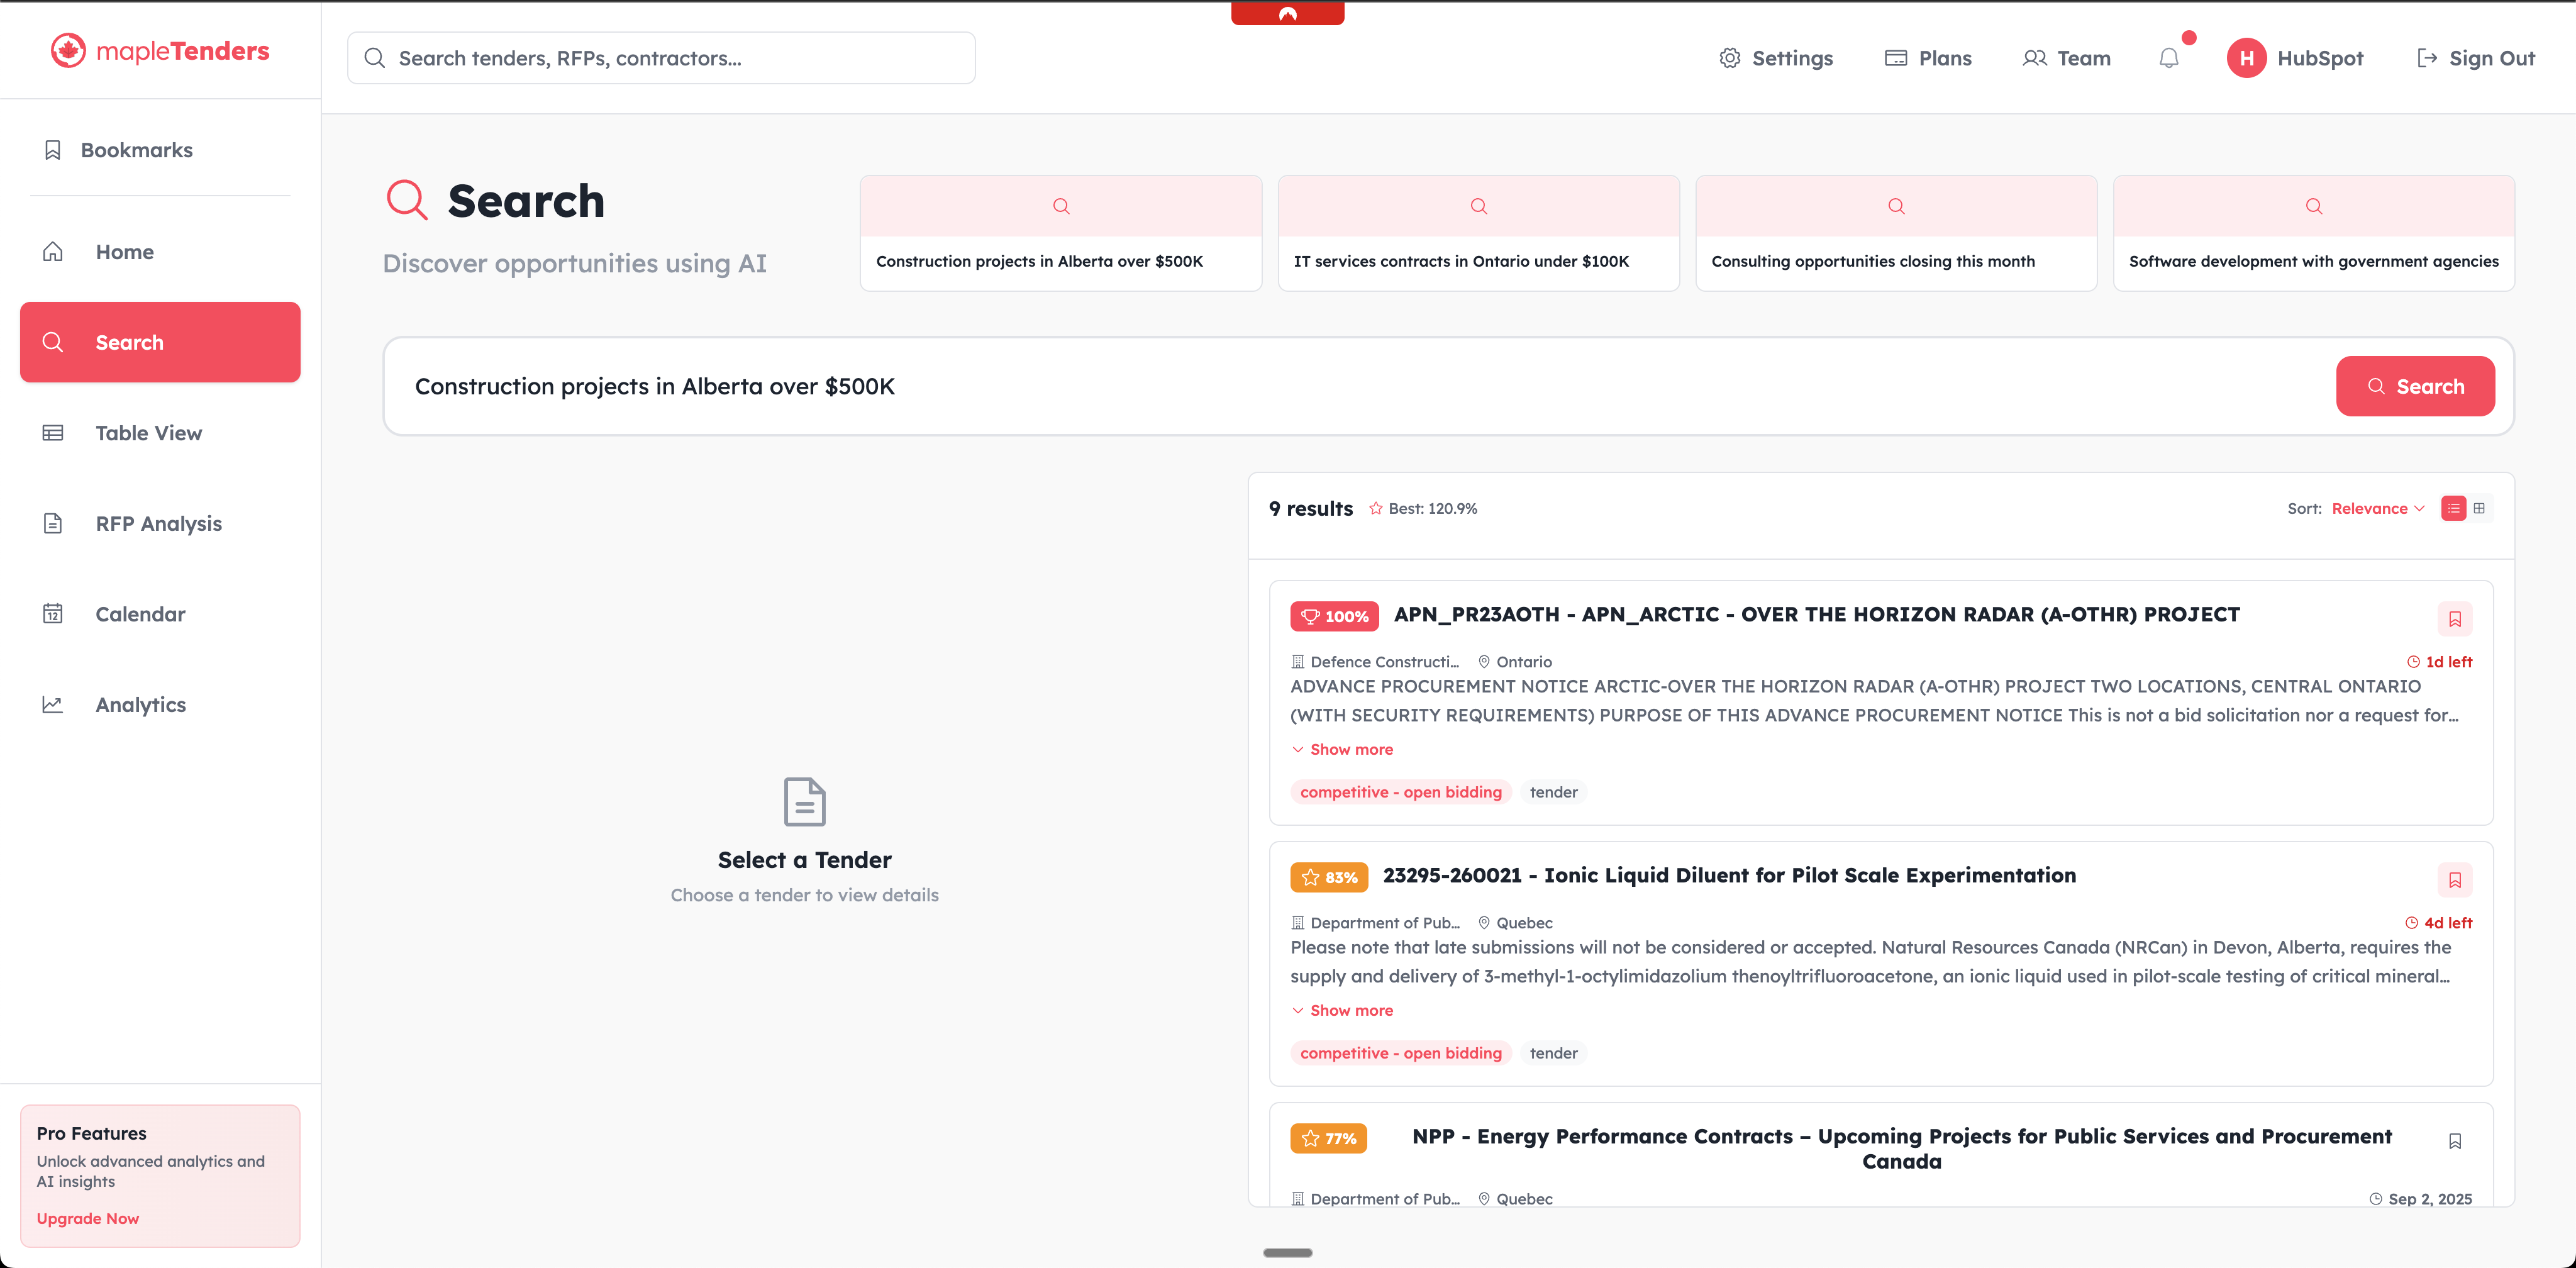 mapleTenders
Search tenders, RFPs, contractors...
Settings
Plans
Team
H
HubSpot
Sign Out
Bookmarks
Home
Search
Table View
RFP Analysis
12
Calendar
Analytics
Pro Features
Unlock advanced analytics and
AI insights
Upgrade Now
Search
Discover opportunities using AI
Construction projects in Alberta over $500K
IT services contracts in Ontario under $100K
Consulting opportunities closing this month
Software development with government agencies
Construction projects in Alberta over $500K
Search
Select a Tender
Choose a tender to view details
9 results
Best: 120.9%
Sort: Relevance
100%
APN_PR23AOTH - APN_ARCTIC - OVER THE HORIZON RADAR (A-OTHR) PROJECT
Defence Constructi...
Ontario
1d left
ADVANCE PROCUREMENT NOTICE ARCTIC-OVER THE HORIZON RADAR (A-OTHR) PROJECT TWO LOCATIONS, CENTRAL ONTARIO
(WITH SECURITY REQUIREMENTS) PURPOSE OF THIS ADVANCE PROCUREMENT NOTICE This is not a bid solicitation nor a request for...
Show more
competitive - open bidding
tender
83%
23295-260021 - Ionic Liquid Diluent for Pilot Scale Experimentation
Department of Pub...
Quebec
4d left
Please note that late submissions will not be considered or accepted. Natural Resources Canada (NRCan) in Devon, Alberta, requires the
supply and delivery of 3-methyl-1-octylimidazolium thenoyltrifluoroacetone, an ionic liquid used in pilot-scale testing of critical mineral...
Show more
competitive - open bidding
tender
77%
NPP - Energy Performance Contracts – Upcoming Projects for Public Services and Procurement
Canada
Department of Pub...
Quebec
Sep 2, 2025